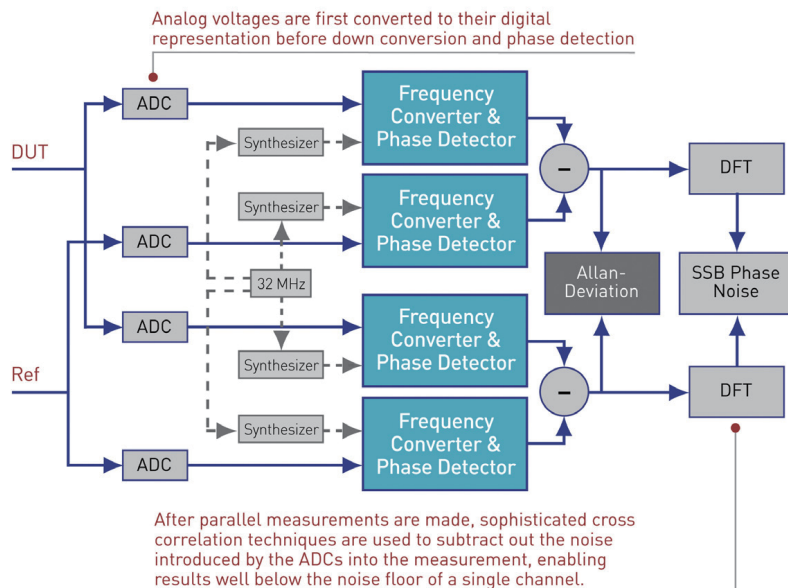 Analog voltages are first converted to their digital
representation before down conversion and phase detection
ADC
Frequency
Converter &
Phase Detector
Synthesizer
DUT
DFT
Synthesizer
Frequency
Converter &
Phase Detector
ADC
32 MHz
Allan-
Deviation
SSB Phase
Noise
ADC
Frequency
Converter &
Phase Detector
Synthesizer
Ref
DFT
Synthesizer
Frequency
Converter &
Phase Detector
ADC
After parallel measurements are made, sophisticated cross
correlation techniques are used to subtract out the noise
introduced by the ADCs into the measurement, enabling
results well below the noise floor of a single channel.